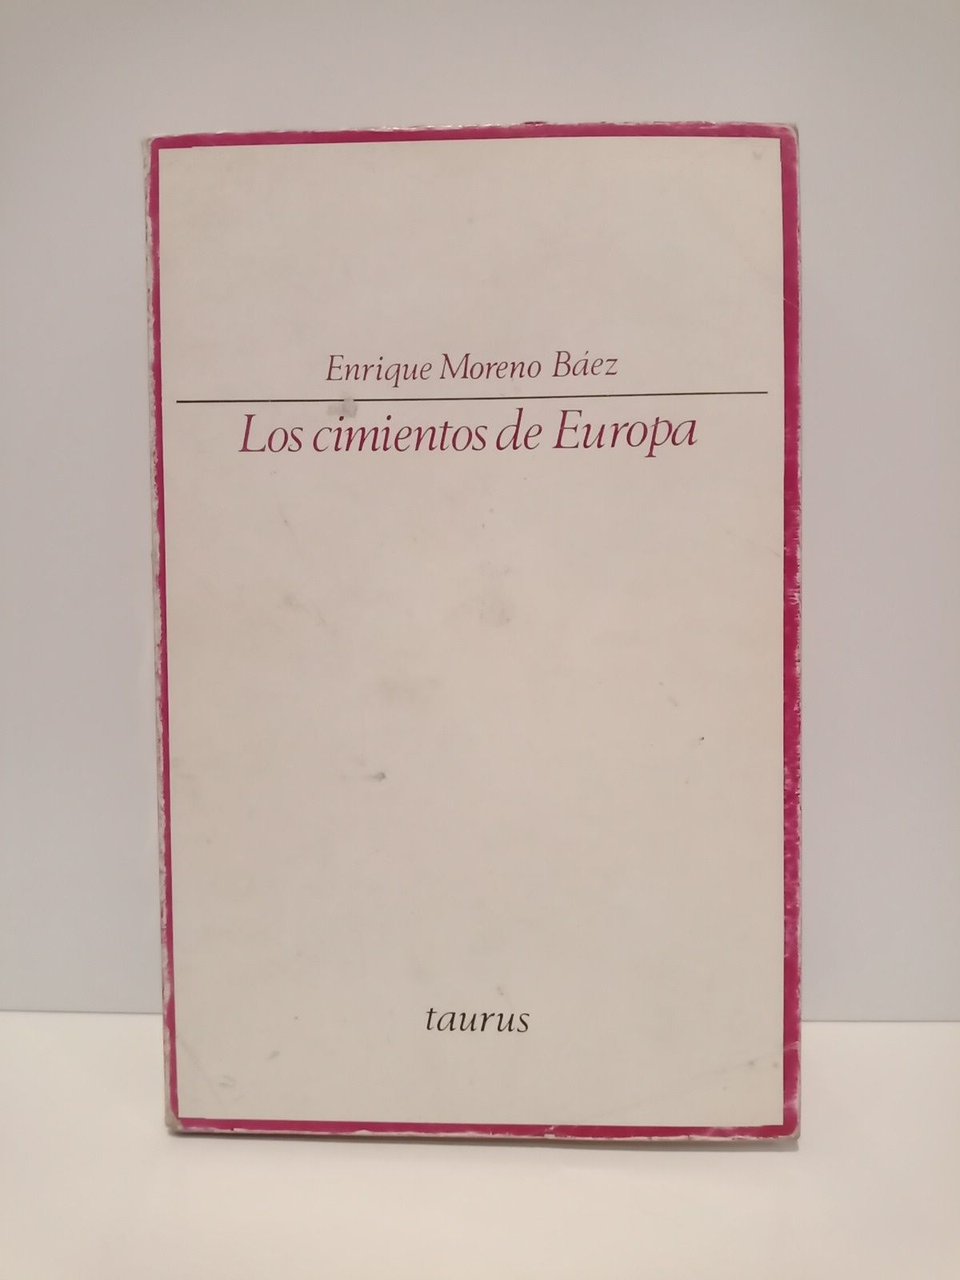 Enrique Moreno Báez
Los cimientos de Europa
taurus